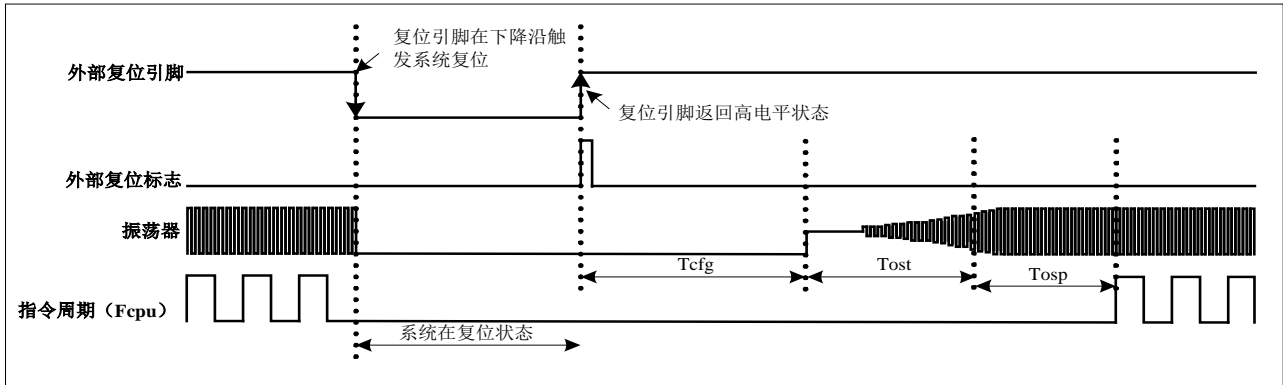 复位引脚在下降沿触
发系统复位
外部复位引脚
复位引脚返回高电平状态
外部复位标志
振荡器
Tcfg
Tost
Tosp
指令周期（Fcpu）
系统在复位状态